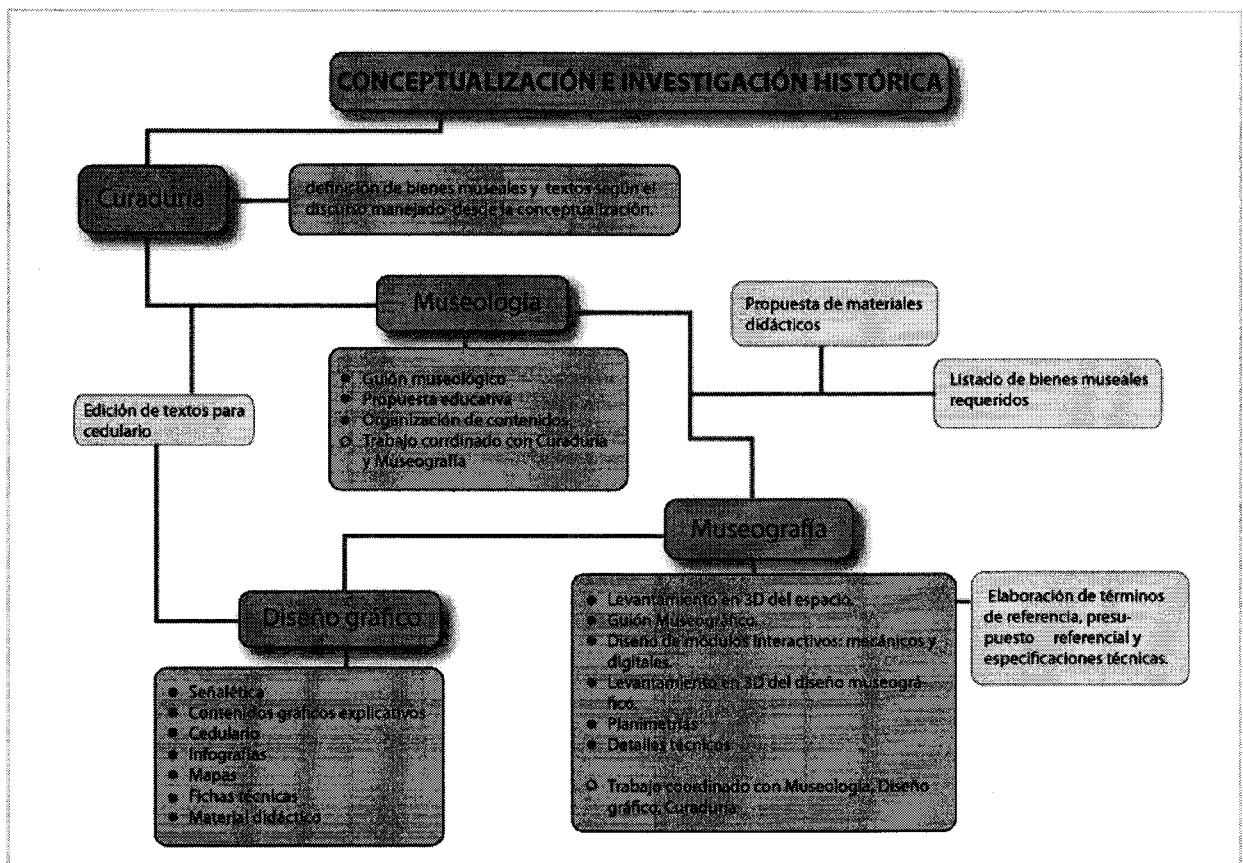 CONCEPTUALIZACIÓN E INVESTIGACIÓN HISTÓRICA
Curaduría
definición de bienes museales y textos según el
discurso manejado desde la conceptualización.
Museología
Guión museológico
Propuesta educativa
Organización de contenidos
Trabajo corrdinado con Curaduría
y Museografía
Propuesta de materiales
didácticos
Listado de bienes museales
requeridos
Edición de textos para
cedulario
Museografía
Levantamiento en 3D del espacio.
Guión Museográfico.
Diseño de módulos interactivos: mecánicos y
digitales.
Levantamiento en 3D del diseño museográ-
fico.
Planimetrías
Detalles técnicos
Trabajo coordinado con Museología, Diseño
gráfico, Curaduría
Elaboración de términos
de referencia, presu-
puesto referencial y
especificaciones técnicas.
Diseño gráfico
Señalética
Contenidos gráficos explicativos
Cedulario
Infografías
Mapas
Fichas técnicas
Material didáctico